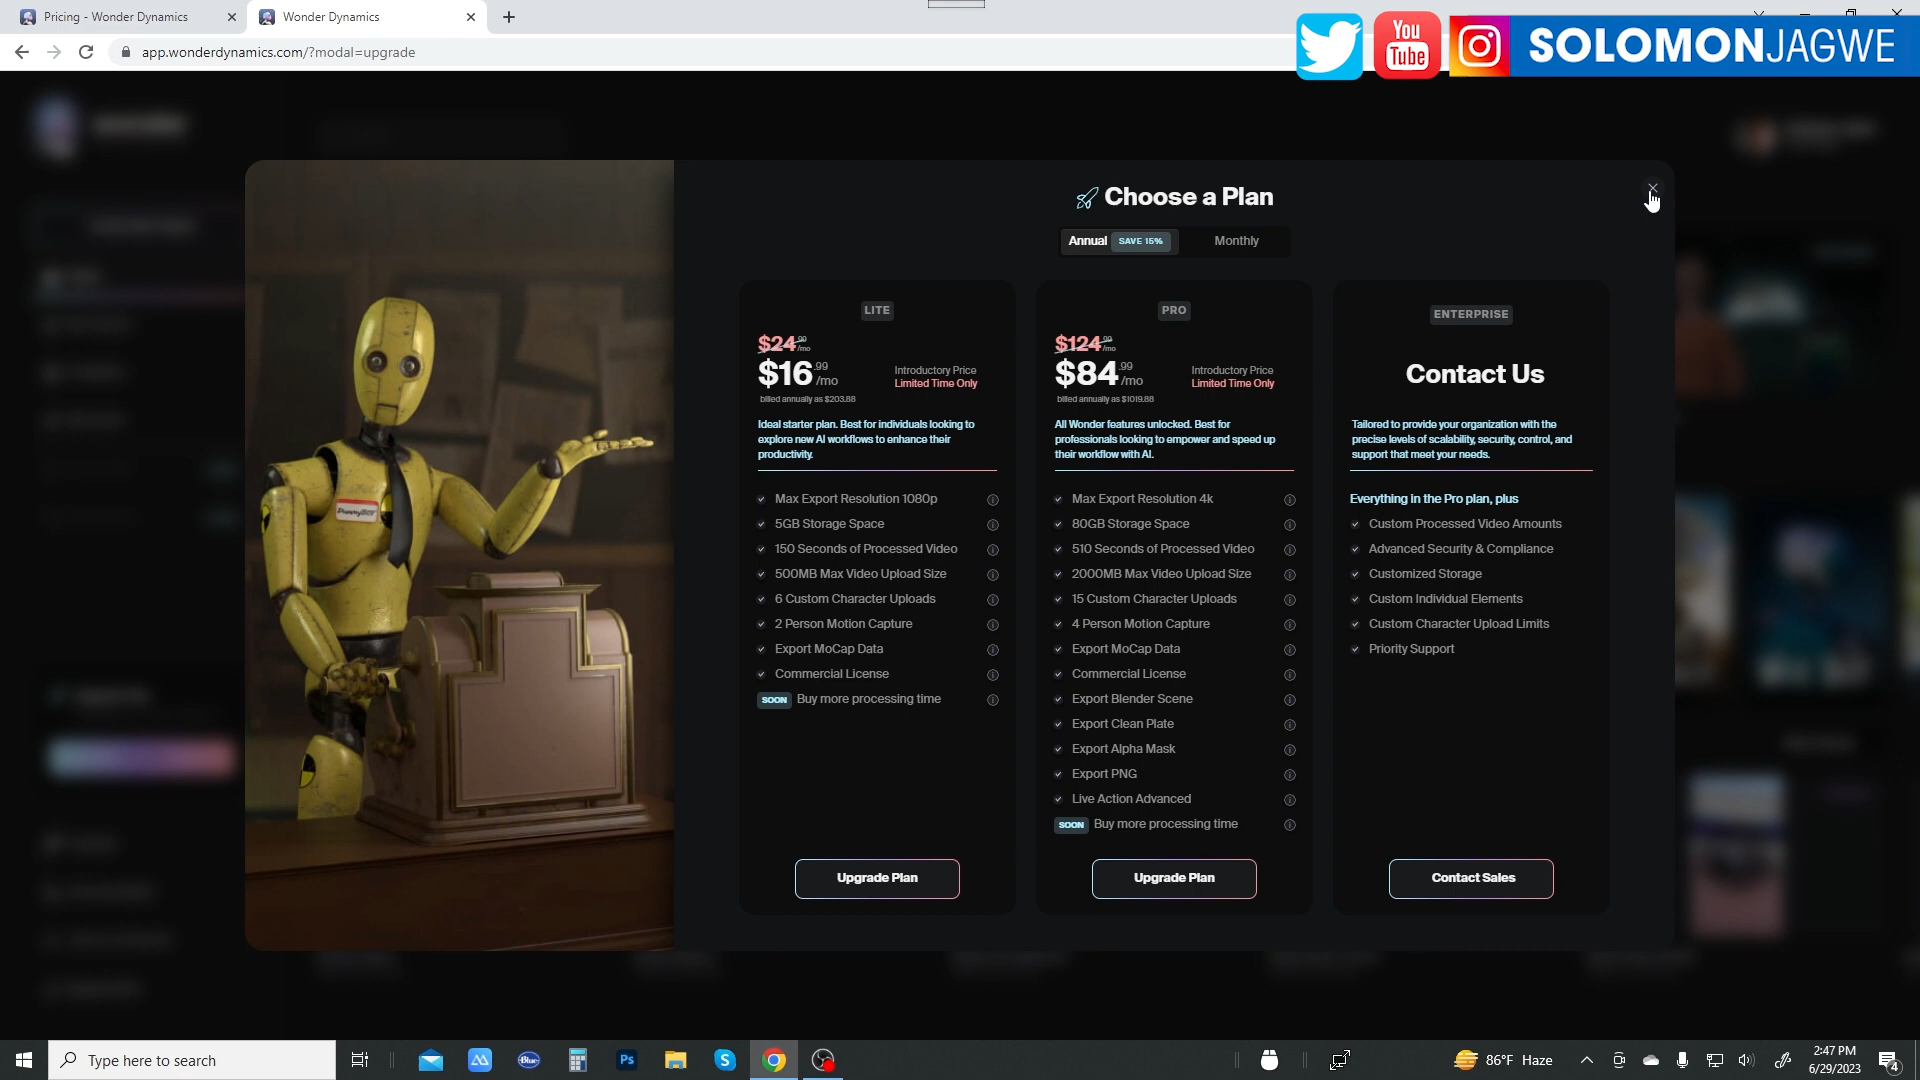 Pricing - Wonder Dynamics
Wonder Dynamics
app.wonderdynamics.com/?modal=upgrade
You
Tube
SOLOMONJAGWE
Choose a Plan
Annual SAVE 15% Monthly
LITE
$24.99/mo
$16.99/mo
Introductory Price
Limited Time Only
billed annually as $203.88
Ideal starter plan. Best for individuals looking to
explore new AI workflows to enhance their
productivity.
Max Export Resolution 1080p
5GB Storage Space
150 Seconds of Processed Video
500MB Max Video Upload Size
6 Custom Character Uploads
2 Person Motion Capture
Export MoCap Data
Commercial License
SOON Buy more processing time
Upgrade Plan
PRO
$124.99/mo
$84.99/mo
Introductory Price
Limited Time Only
billed annually as $1019.88
All Wonder features unlocked. Best for
professionals looking to empower and speed up
their workflow with AI.
Max Export Resolution 4k
80GB Storage Space
510 Seconds of Processed Video
2000MB Max Video Upload Size
15 Custom Character Uploads
4 Person Motion Capture
Export MoCap Data
Commercial License
Export Blender Scene
Export Clean Plate
Export Alpha Mask
Export PNG
Live Action Advanced
SOON Buy more processing time
Upgrade Plan
ENTERPRISE
Contact Us
Tailored to provide your organization with the
precise levels of scalability, security, control, and
support that meet your needs.
Everything in the Pro plan, plus
Custom Processed Video Amounts
Advanced Security & Compliance
Customized Storage
Custom Individual Elements
Custom Character Upload Limits
Priority Support
Contact Sales
Type here to search
Blue
Ps
86°F Haze
2:47 PM
6/29/2023
4